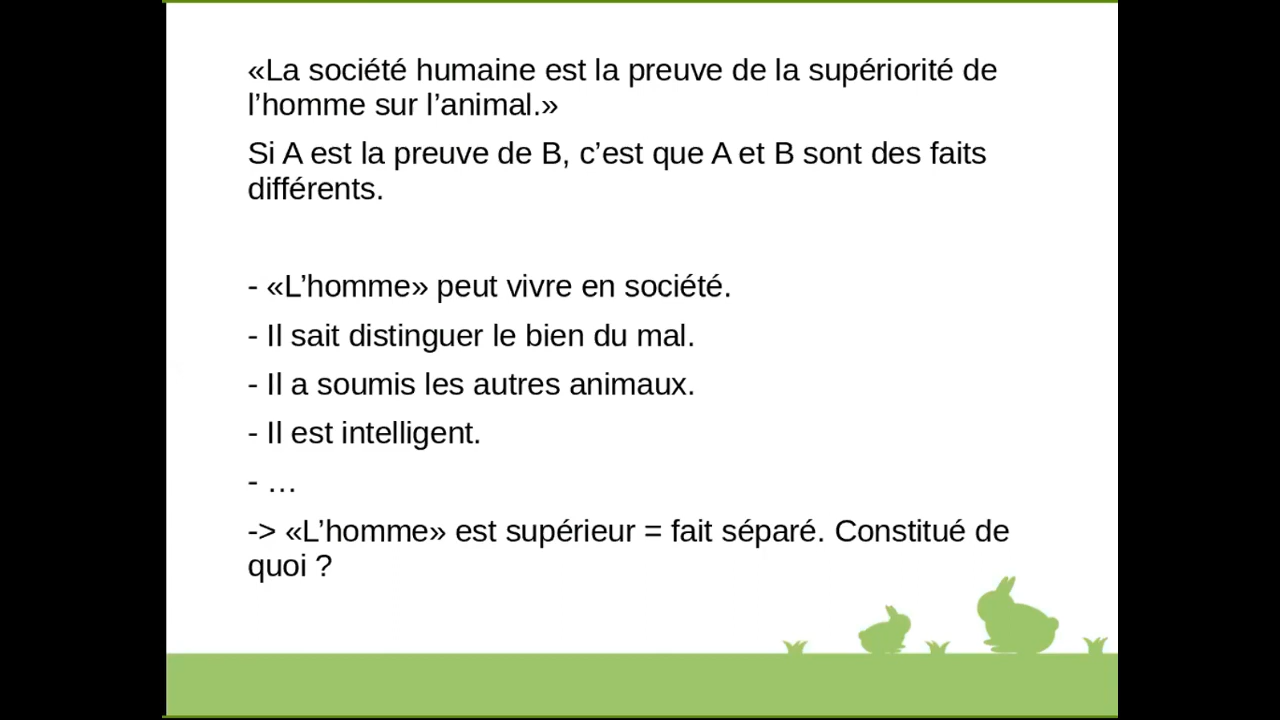 «La société humaine est la preuve de la supériorité de
l’homme sur l’animal.»
Si A est la preuve de B, c’est que A et B sont des faits
différents.
- «L’homme» peut vivre en société.
- Il sait distinguer le bien du mal.
- Il a soumis les autres animaux.
- Il est intelligent.
- …
-> «L’homme» est supérieur = fait séparé. Constitué de
quoi ?